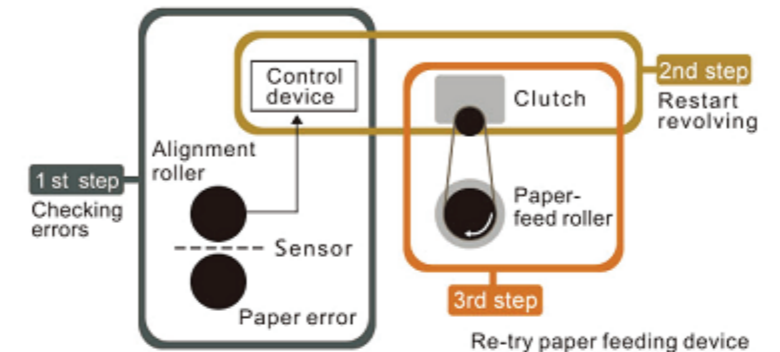 Control
device
Clutch
2nd step
Restart
revolving
Alignment
roller
1 st step
Checking
errors
Sensor
Paper error
Paper-
feed roller
3rd step
Re-try paper feeding device